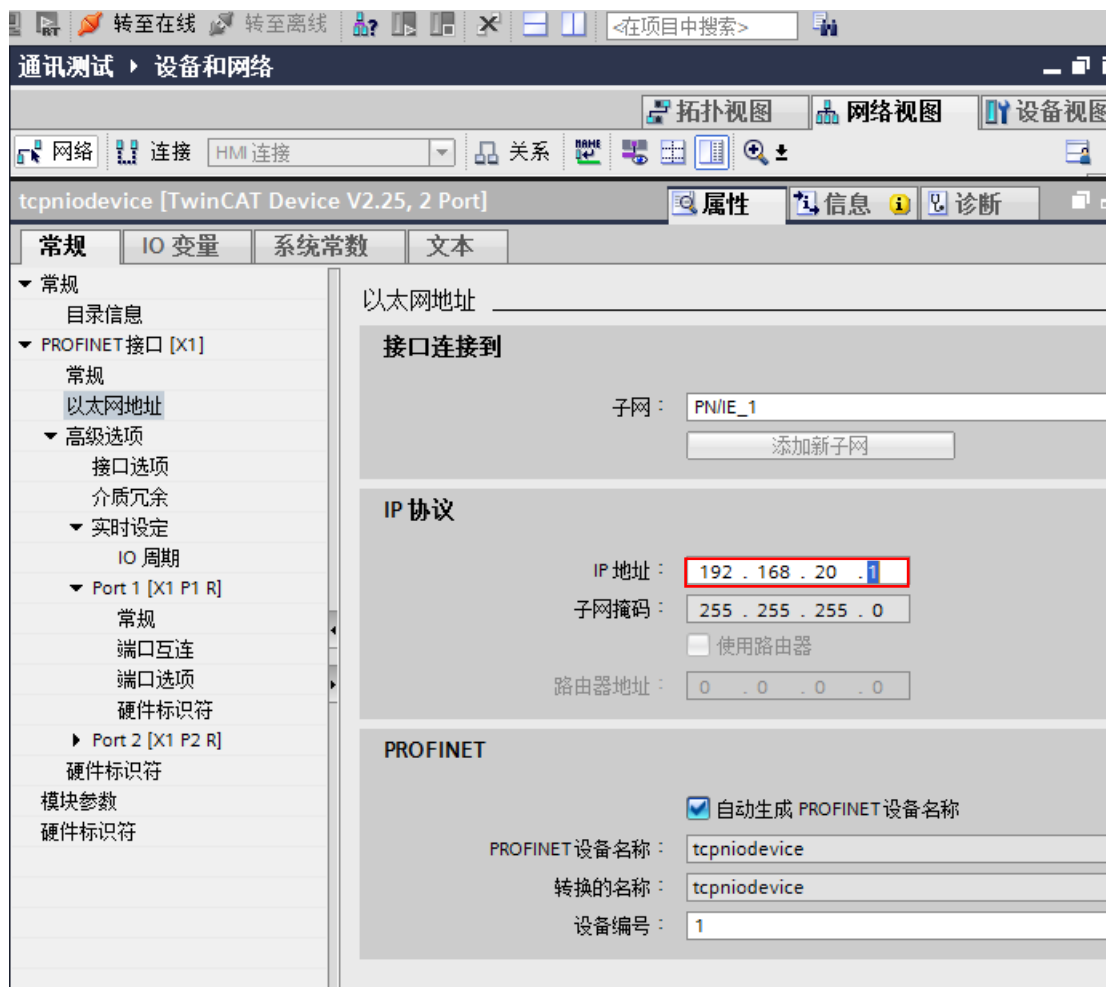 转至在线 转至离线 <在项目中搜索>
通讯测试 ▸ 设备和网络
拓扑视图 网络视图 设备视图
网络 连接 HMI 连接 关系
tcpniodevice [TwinCAT Device V2.25, 2 Port] 属性 信息 诊断
常规 IO 变量 系统常数 文本
常规
目录信息
PROFINET接口 [X1]
常规
以太网地址
高级选项
接口选项
介质冗余
实时设定
IO 周期
Port 1 [X1 P1 R]
常规
端口互连
端口选项
硬件标识符
Port 2 [X1 P2 R]
硬件标识符
模块参数
硬件标识符
以太网地址
接口连接到
子网： PN/IE_1
添加新子网
IP 协议
IP 地址： 192 . 168 . 20 . 1
子网掩码： 255 . 255 . 255 . 0
使用路由器
路由器地址： 0 . 0 . 0 . 0
PROFINET
自动生成 PROFINET设备名称
PROFINET设备名称： tcpniodevice
转换的名称： tcpniodevice
设备编号： 1